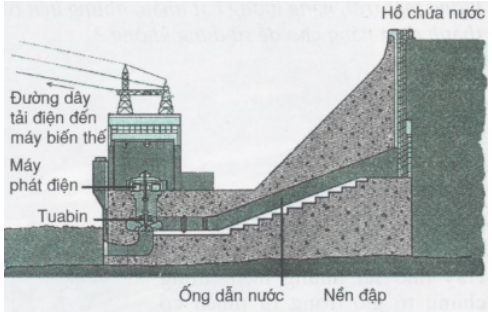 Hồ chứa nước
Đường dây
tải điện đến
máy biến thế
Máy
phát điện
Tuabin
Ống dẫn nước
Nền đập